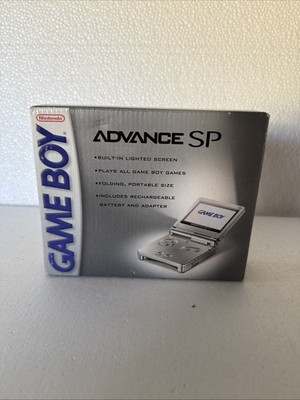 Nintendo
GAME BOY
ADVANCE SP
• BUILT-IN LIGHTED SCREEN
• PLAYS ALL GAME BOY GAMES
• FOLDING, PORTABLE SIZE
• INCLUDES RECHARGEABLE
BATTERY AND ADAPTER
GAME BOY